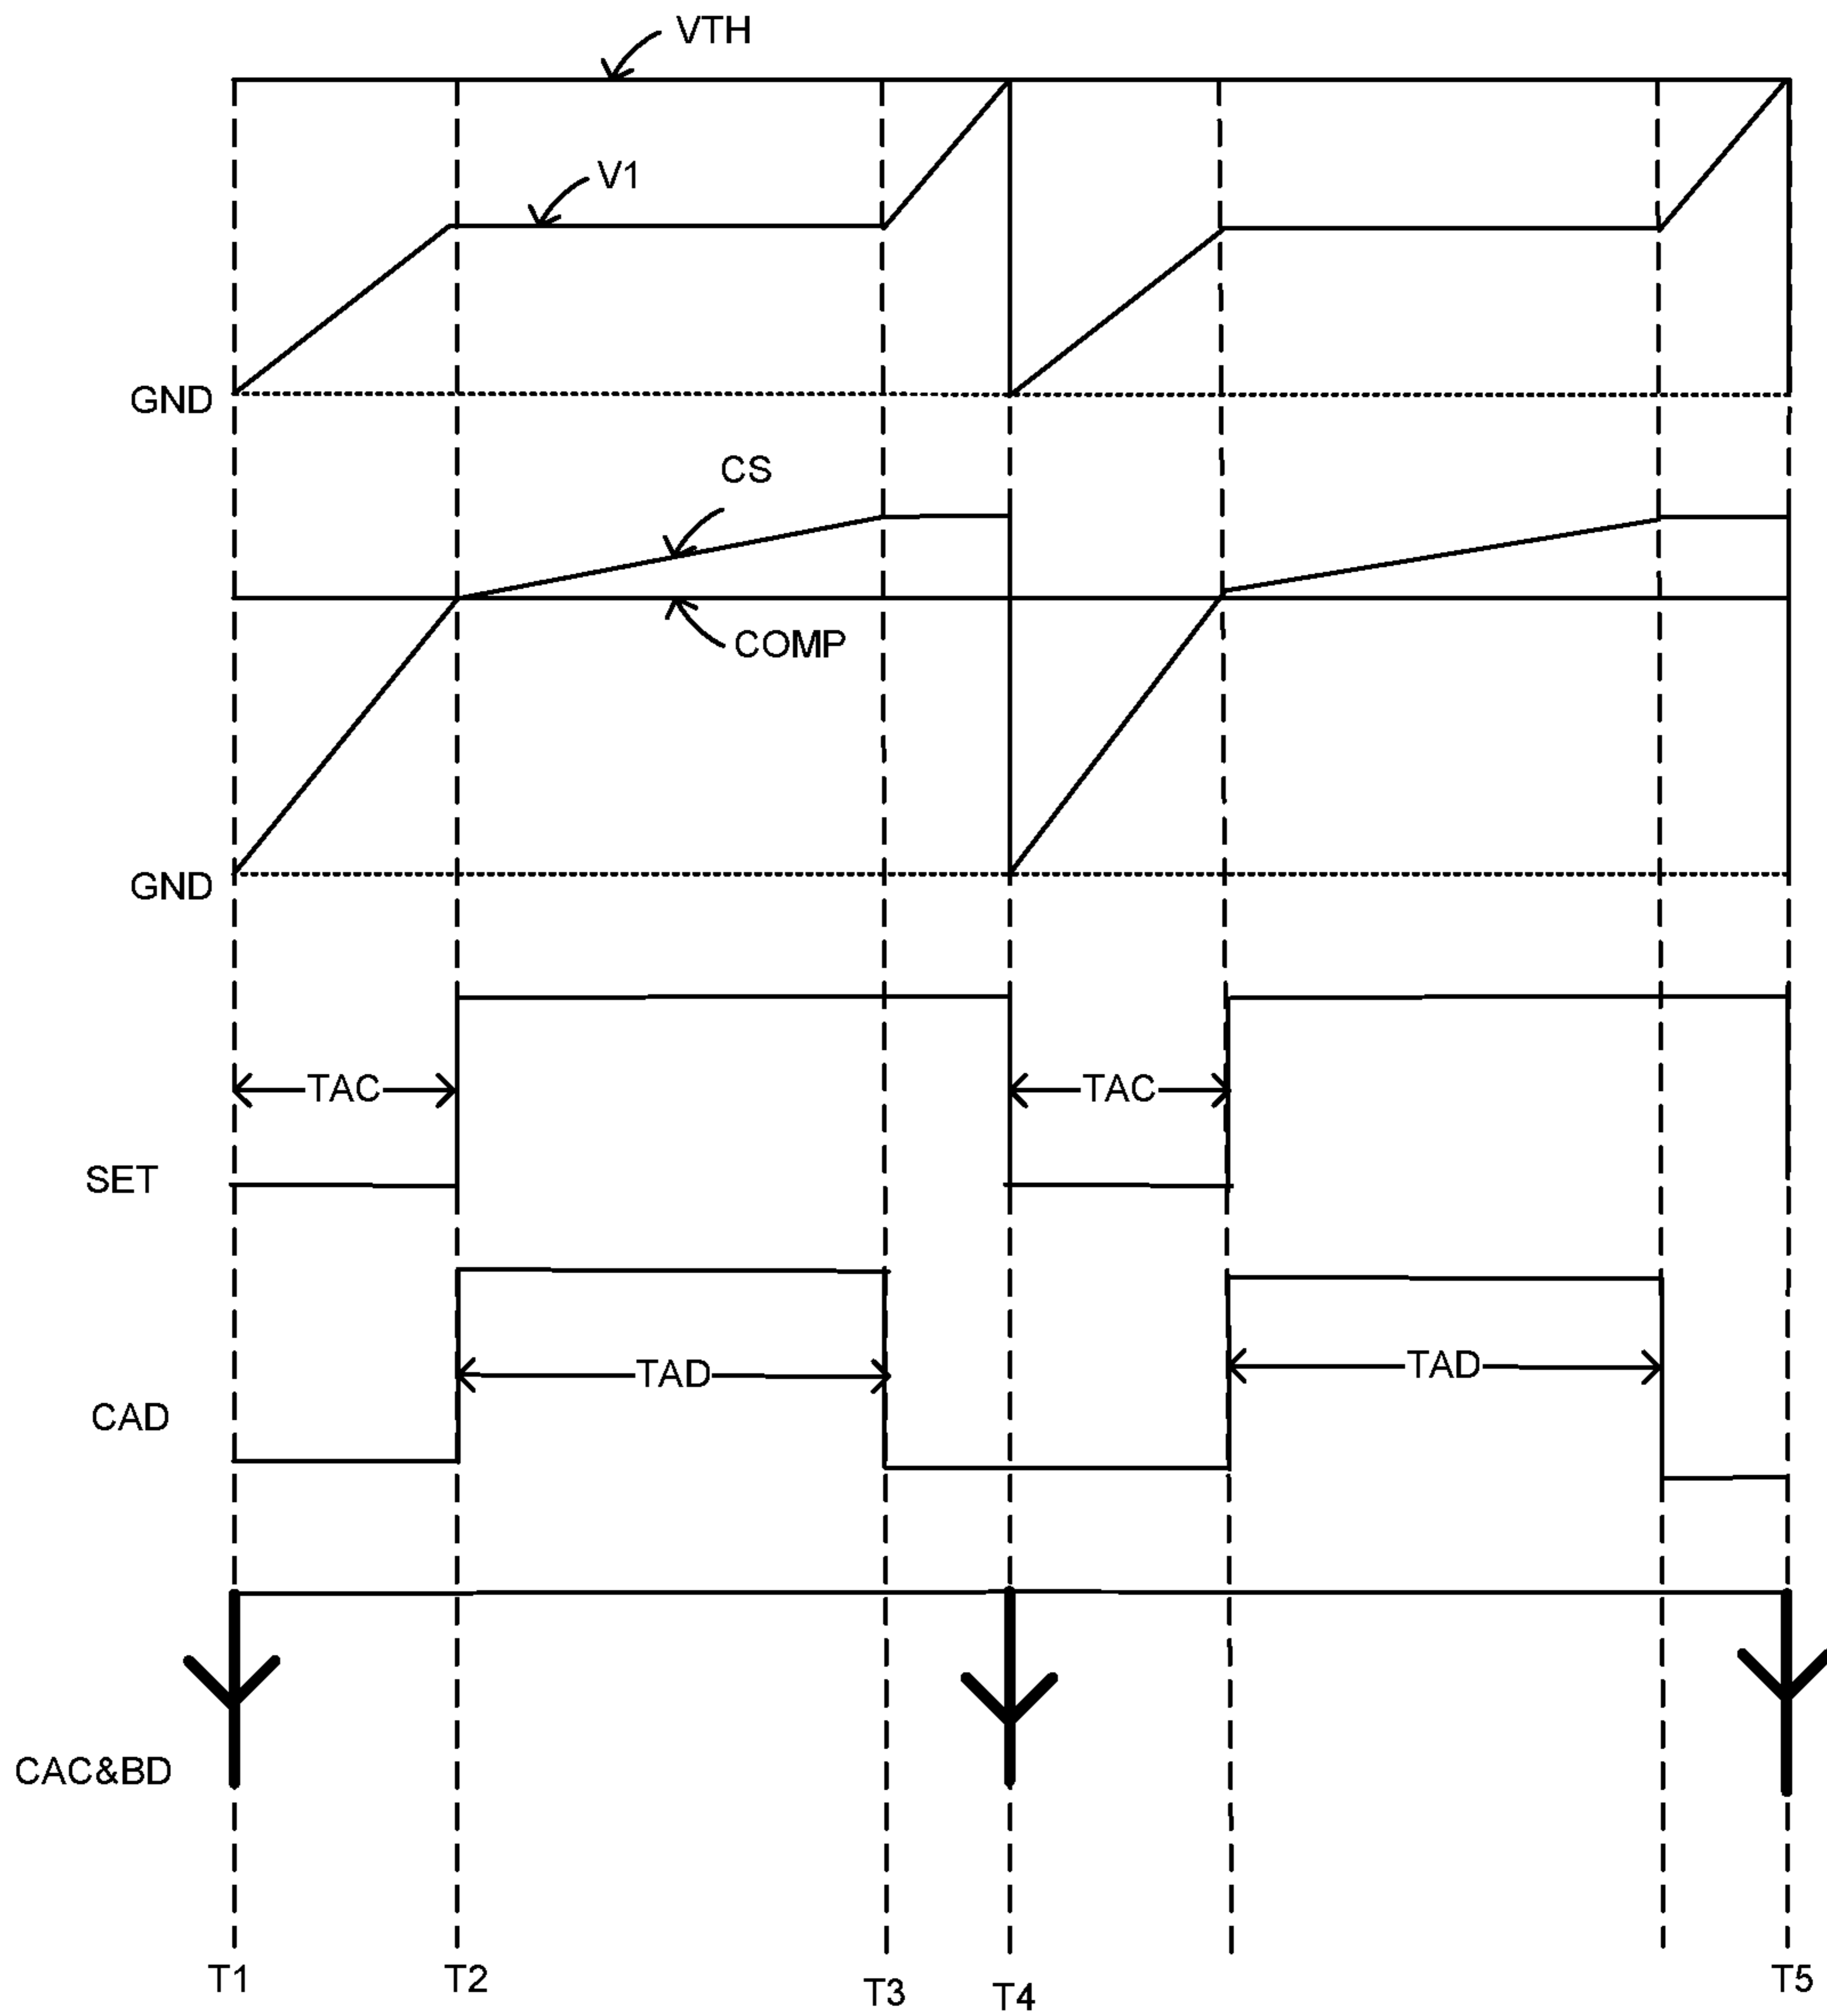 VTH
V1
GND
CS
COMP
GND
TAC TAC
SET
TAD TAD
CAD
CAC&BD
T1 T2 T3 T4 T5